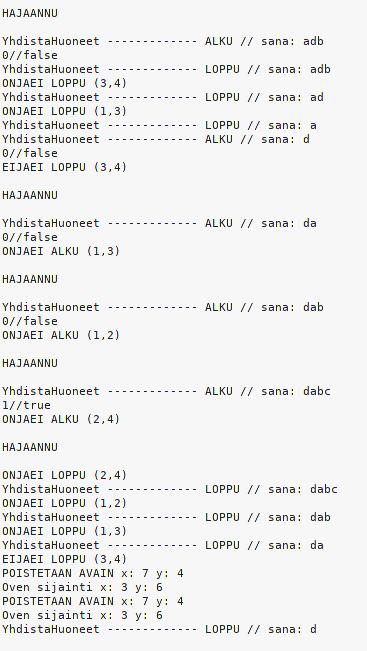 HAJAANNU
YhdistaHuoneet ------------- ALKU // sana: adb
0//false
YhdistaHuoneet ------------- LOPPU // sana: adb
ONJAEI LOPPU (3,4)
YhdistaHuoneet ------------- LOPPU // sana: ad
ONJAEI LOPPU (1,3)
YhdistaHuoneet ------------- LOPPU // sana: a
YhdistaHuoneet ------------- ALKU // sana: d
0//false
EIJAEI LOPPU (3,4)
HAJAANNU
YhdistaHuoneet ------------- ALKU // sana: da
0//false
ONJAEI ALKU (1,3)
HAJAANNU
YhdistaHuoneet ------------- ALKU // sana: dab
0//false
ONJAEI ALKU (1,2)
HAJAANNU
YhdistaHuoneet ------------- ALKU // sana: dabc
1//true
ONJAEI ALKU (2,4)
HAJAANNU
ONJAEI LOPPU (2,4)
YhdistaHuoneet ------------- LOPPU // sana: dabc
ONJAEI LOPPU (1,2)
YhdistaHuoneet ------------- LOPPU // sana: dab
ONJAEI LOPPU (1,3)
YhdistaHuoneet ------------- LOPPU // sana: da
EIJAEI LOPPU (3,4)
POISTETAAN AVAIN x: 7 y: 4
Oven sijainti x: 3 y: 6
POISTETAAN AVAIN x: 7 y: 4
Oven sijainti x: 3 y: 6
YhdistaHuoneet ------------- LOPPU // sana: d